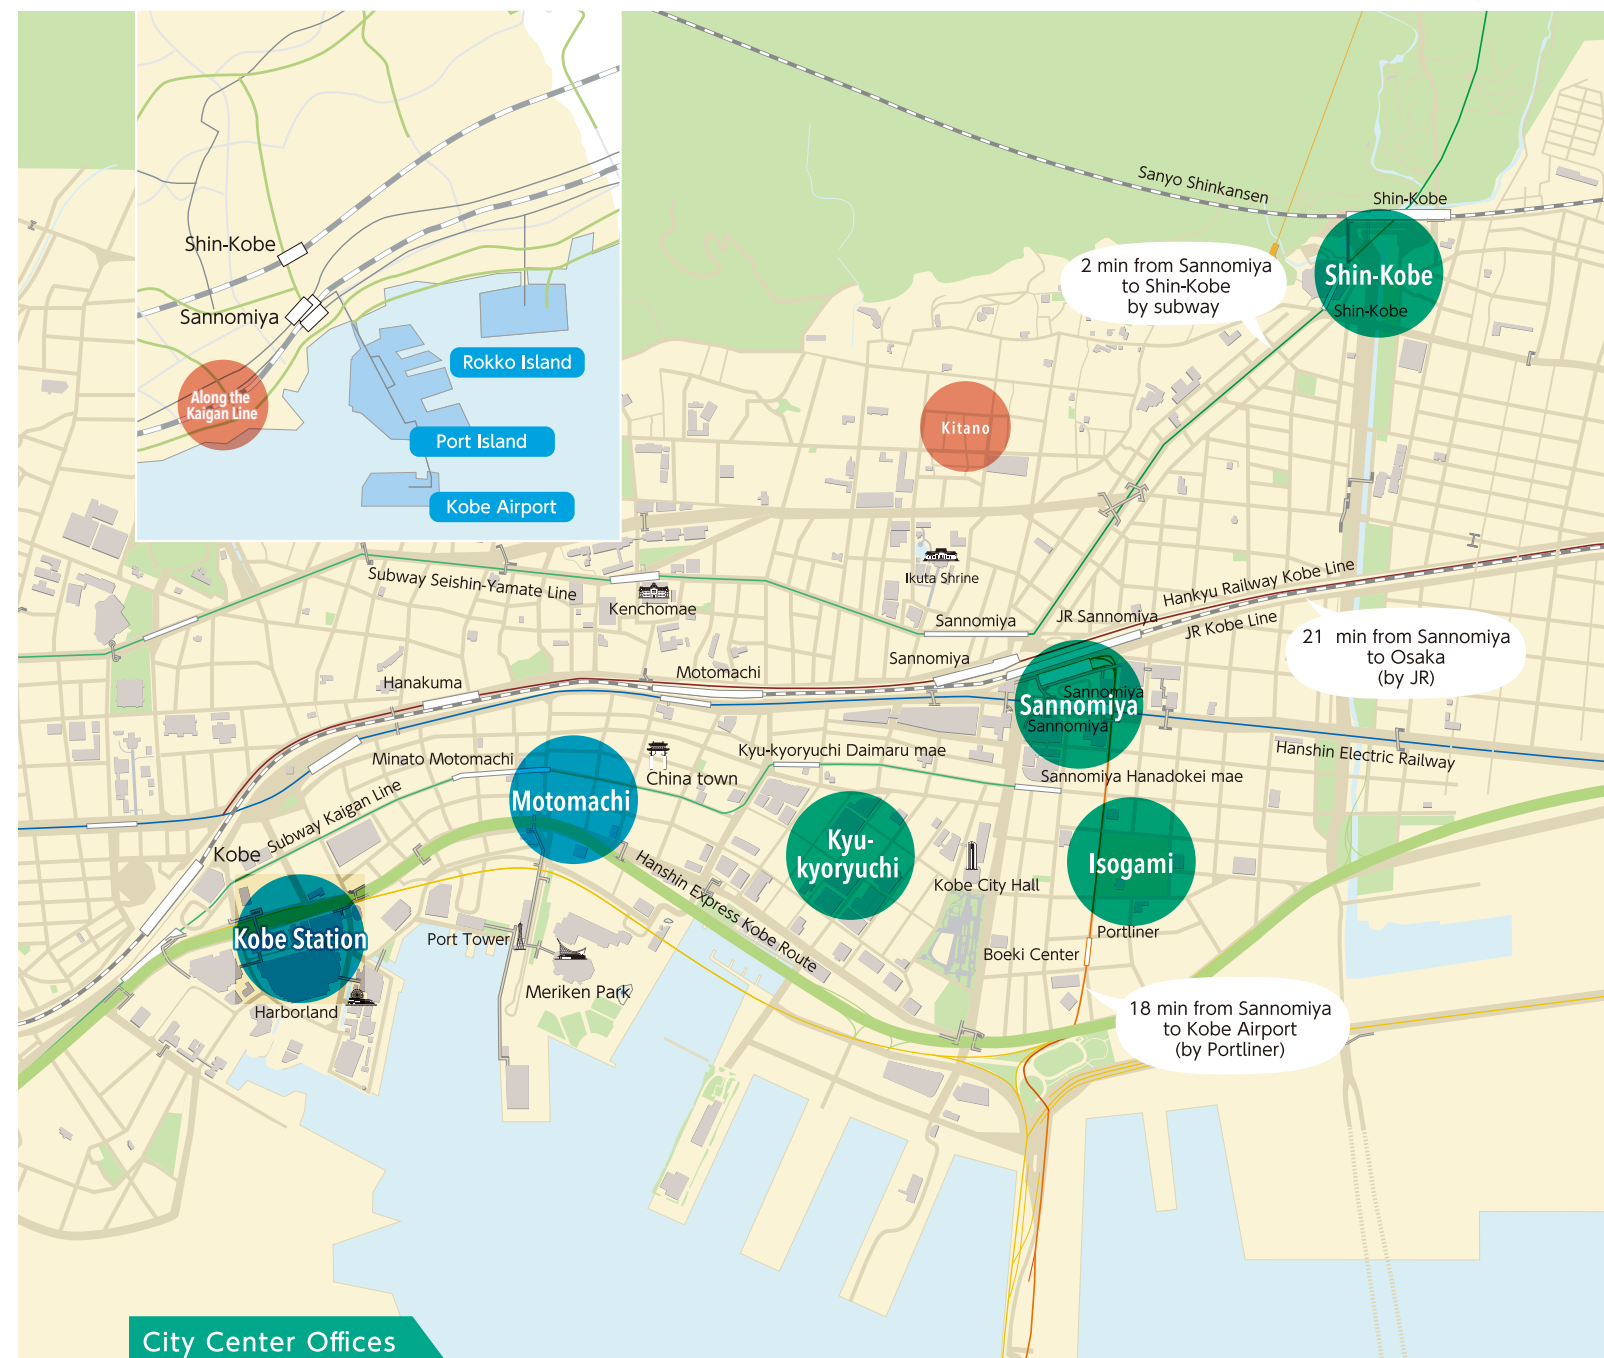 Sanyo Shinkansen
Shin-Kobe
Shin-Kobe
Shin-Kobe
2 min from Sannomiya
to Shin-Kobe
by subway
Shin-Kobe
Sannomiya
Along the
Kaigan Line
Rokko Island
Port Island
Kobe Airport
Kitano
Ikuta Shrine
Subway Seishin-Yamate Line
Kenchomae
Sannomiya
JR Sannomiya
Hankyu Railway Kobe Line
JR Kobe Line
21 min from Sannomiya
to Osaka
(by JR)
Hanakuma
Motomachi
Sannomiya
Sannomiya
Sannomiya
Sannomiya
Hanshin Electric Railway
Minato Motomachi
China town
Kyu-kyoryuchi Daimaru mae
Sannomiya Hanadokei mae
Motomachi
Subway Kaigan Line
Kobe
Kyu-
kyoryuchi
Isogami
Kobe City Hall
Hanshin Express Kobe Route
Kobe Station
Port Tower
Portliner
Boeki Center
Meriken Park
Harborland
18 min from Sannomiya
to Kobe Airport
(by Portliner)
City Center Offices